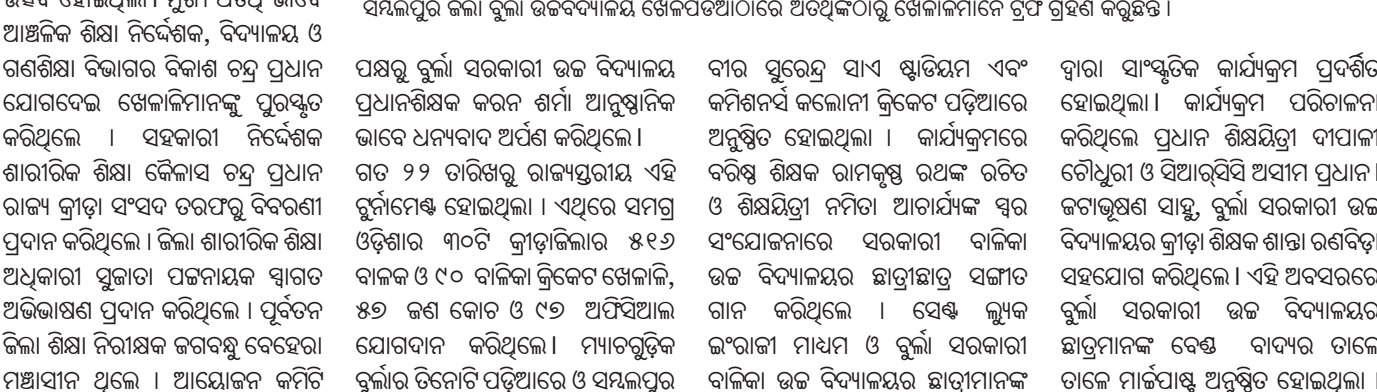 ସମ୍ବଲପୁର ଜିଲା ବୁର୍ଲା ଉଚ୍ଚବିଦ୍ୟାଳୟ ଖେଳପଡ଼ିଆଠାରେ ଅତିଥିଙ୍କଠାରୁ ଖେଳାଳିମାନେ ଟ୍ରଫି ଗ୍ରହଣ କରୁଛନ୍ତି ।
ଆଞ୍ଚଳିକ ଶିକ୍ଷା ନିର୍ଦ୍ଦେଶକ, ବିଦ୍ୟାଳୟ ଓ
ଗଣଶିକ୍ଷା ବିଭାଗର ବିକାଶ ଚନ୍ଦ୍ର ପ୍ରଧାନ
ଯୋଗଦେଇ ଖେଳାଳିମାନଙ୍କୁ ପୁରସ୍କୃତ
କରିଥିଲେ । ସହକାରୀ ନିର୍ଦ୍ଦେଶକ
ଶାରୀରିକ ଶିକ୍ଷା କୈଳାସ ଚନ୍ଦ୍ର ପ୍ରଧାନ
ରାଜ୍ୟ କ୍ରୀଡ଼ା ସଂସଦ ତରଫରୁ ବିବରଣୀ
ପ୍ରଦାନ କରିଥିଲେ । ଜିଲା ଶାରୀରିକ ଶିକ୍ଷା
ଅଧିକାରୀ ସୁଜାତା ପଟ୍ଟନାୟକ ସ୍ୱାଗତ
ଅଭିଭାଷଣ ପ୍ରଦାନ କରିଥିଲେ । ପୂର୍ବତନ
ଜିଲା ଶିକ୍ଷା ନିରୀକ୍ଷକ ଜଗବନ୍ଧୁ ବେହେରା
ମଞ୍ଚାସୀନ ଥିଲେ । ଆୟୋଜନ କମିଟି
ପକ୍ଷରୁ ବୁର୍ଲା ସରକାରୀ ଉଚ୍ଚ ବିଦ୍ୟାଳୟ
ପ୍ରଧାନଶିକ୍ଷକ କରନ ଶର୍ମା ଆନୁଷ୍ଠାନିକ
ଭାବେ ଧନ୍ୟବାଦ ଅର୍ପଣ କରିଥିଲେ ।
ଗତ ୨୨ ତାରିଖରୁ ରାଜ୍ୟସ୍ତରୀୟ ଏହି
ଟୁର୍ନାମେଣ୍ଟ ହୋଇଥିଲା । ଏଥିରେ ସମଗ୍ର
ଓଡ଼ିଶାର ୩୦ଟି କ୍ରୀଡ଼ାଜିଲାର ୫୧୬
ବାଳକ ଓ ୯୦ ବାଳିକା କ୍ରିକେଟ ଖେଳାଳି,
୫୭ ଜଣ କୋଚ ଓ ୯୭ ଅଫିସିଆଲ
ଯୋଗଦାନ କରିଥିଲେ । ମ୍ୟାଚଗୁଡ଼ିକ
ବୁର୍ଲାର ତିନୋଟି ପଡ଼ିଆରେ ଓ ସମ୍ବଲପୁର
ବୀର ସୁରେନ୍ଦ୍ର ସାଏ ଷ୍ଟାଡିୟମ ଏବଂ
କମିଶନର୍ସ କଲୋନୀ କ୍ରିକେଟ ପଡ଼ିଆରେ
ଅନୁଷ୍ଠିତ ହୋଇଥିଲା । କାର୍ଯ୍ୟକ୍ରମରେ
ବରିଷ୍ଠ ଶିକ୍ଷକ ରାମକୃଷ୍ଣ ରଥଙ୍କ ରଚିତ
ଓ ଶିକ୍ଷୟିତ୍ରୀ ନମିତା ଆଚାର୍ଯ୍ୟଙ୍କ ସ୍ୱର
ସଂଯୋଜନାରେ ସରକାରୀ ବାଳିକା
ଉଚ୍ଚ ବିଦ୍ୟାଳୟର ଛାତ୍ରୀଛାତ୍ର ସଙ୍ଗୀତ
ଗାନ କରିଥିଲେ । ସେଣ୍ଟ ଲ୍ୟୁକ
ଇଂରାଜୀ ମାଧ୍ୟମ ଓ ବୁର୍ଲା ସରକାରୀ
ବାଳିକା ଉଚ୍ଚ ବିଦ୍ୟାଳୟର ଛାତ୍ରୀମାନଙ୍କ
ଦ୍ୱାରା ସାଂସ୍କୃତିକ କାର୍ଯ୍ୟକ୍ରମ ପ୍ରଦର୍ଶିତ
ହୋଇଥିଲା । କାର୍ଯ୍ୟକ୍ରମ ପରିଚାଳନା
କରିଥିଲେ ପ୍ରଧାନ ଶିକ୍ଷୟିତ୍ରୀ ଦୀପାଳୀ
ଚୌଧୁରୀ ଓ ସିଆର୍‌ସିସି ଅସୀମ ପ୍ରଧାନ ।
ଜଟାଭୂଷଣ ସାହୁ, ବୁର୍ଲା ସରକାରୀ ଉଚ୍ଚ
ବିଦ୍ୟାଳୟର କ୍ରୀଡ଼ା ଶିକ୍ଷକ ଶାନ୍ତା ରଣବିଡ଼ା
ସହଯୋଗ କରିଥିଲେ । ଏହି ଅବସରରେ
ବୁର୍ଲା ସରକାରୀ ଉଚ୍ଚ ବିଦ୍ୟାଳୟର
ଛାତ୍ରମାନଙ୍କ ବେଣ୍ଡ ବାଦ୍ୟର ତାଳେ
ତାଳେ ମାର୍ଚ୍ଚପାଷ୍ଟ ଅନୁଷ୍ଠିତ ହୋଇଥିଲା ।